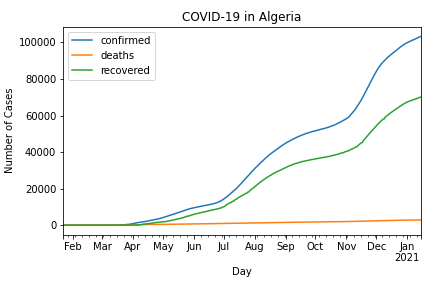 COVID-19 in Algeria
confirmed
deaths
recovered
Number of Cases
100000
80000
60000
40000
20000
0
Feb Mar Apr May Jun Jul Aug Sep Oct Nov Dec Jan
2021
Day